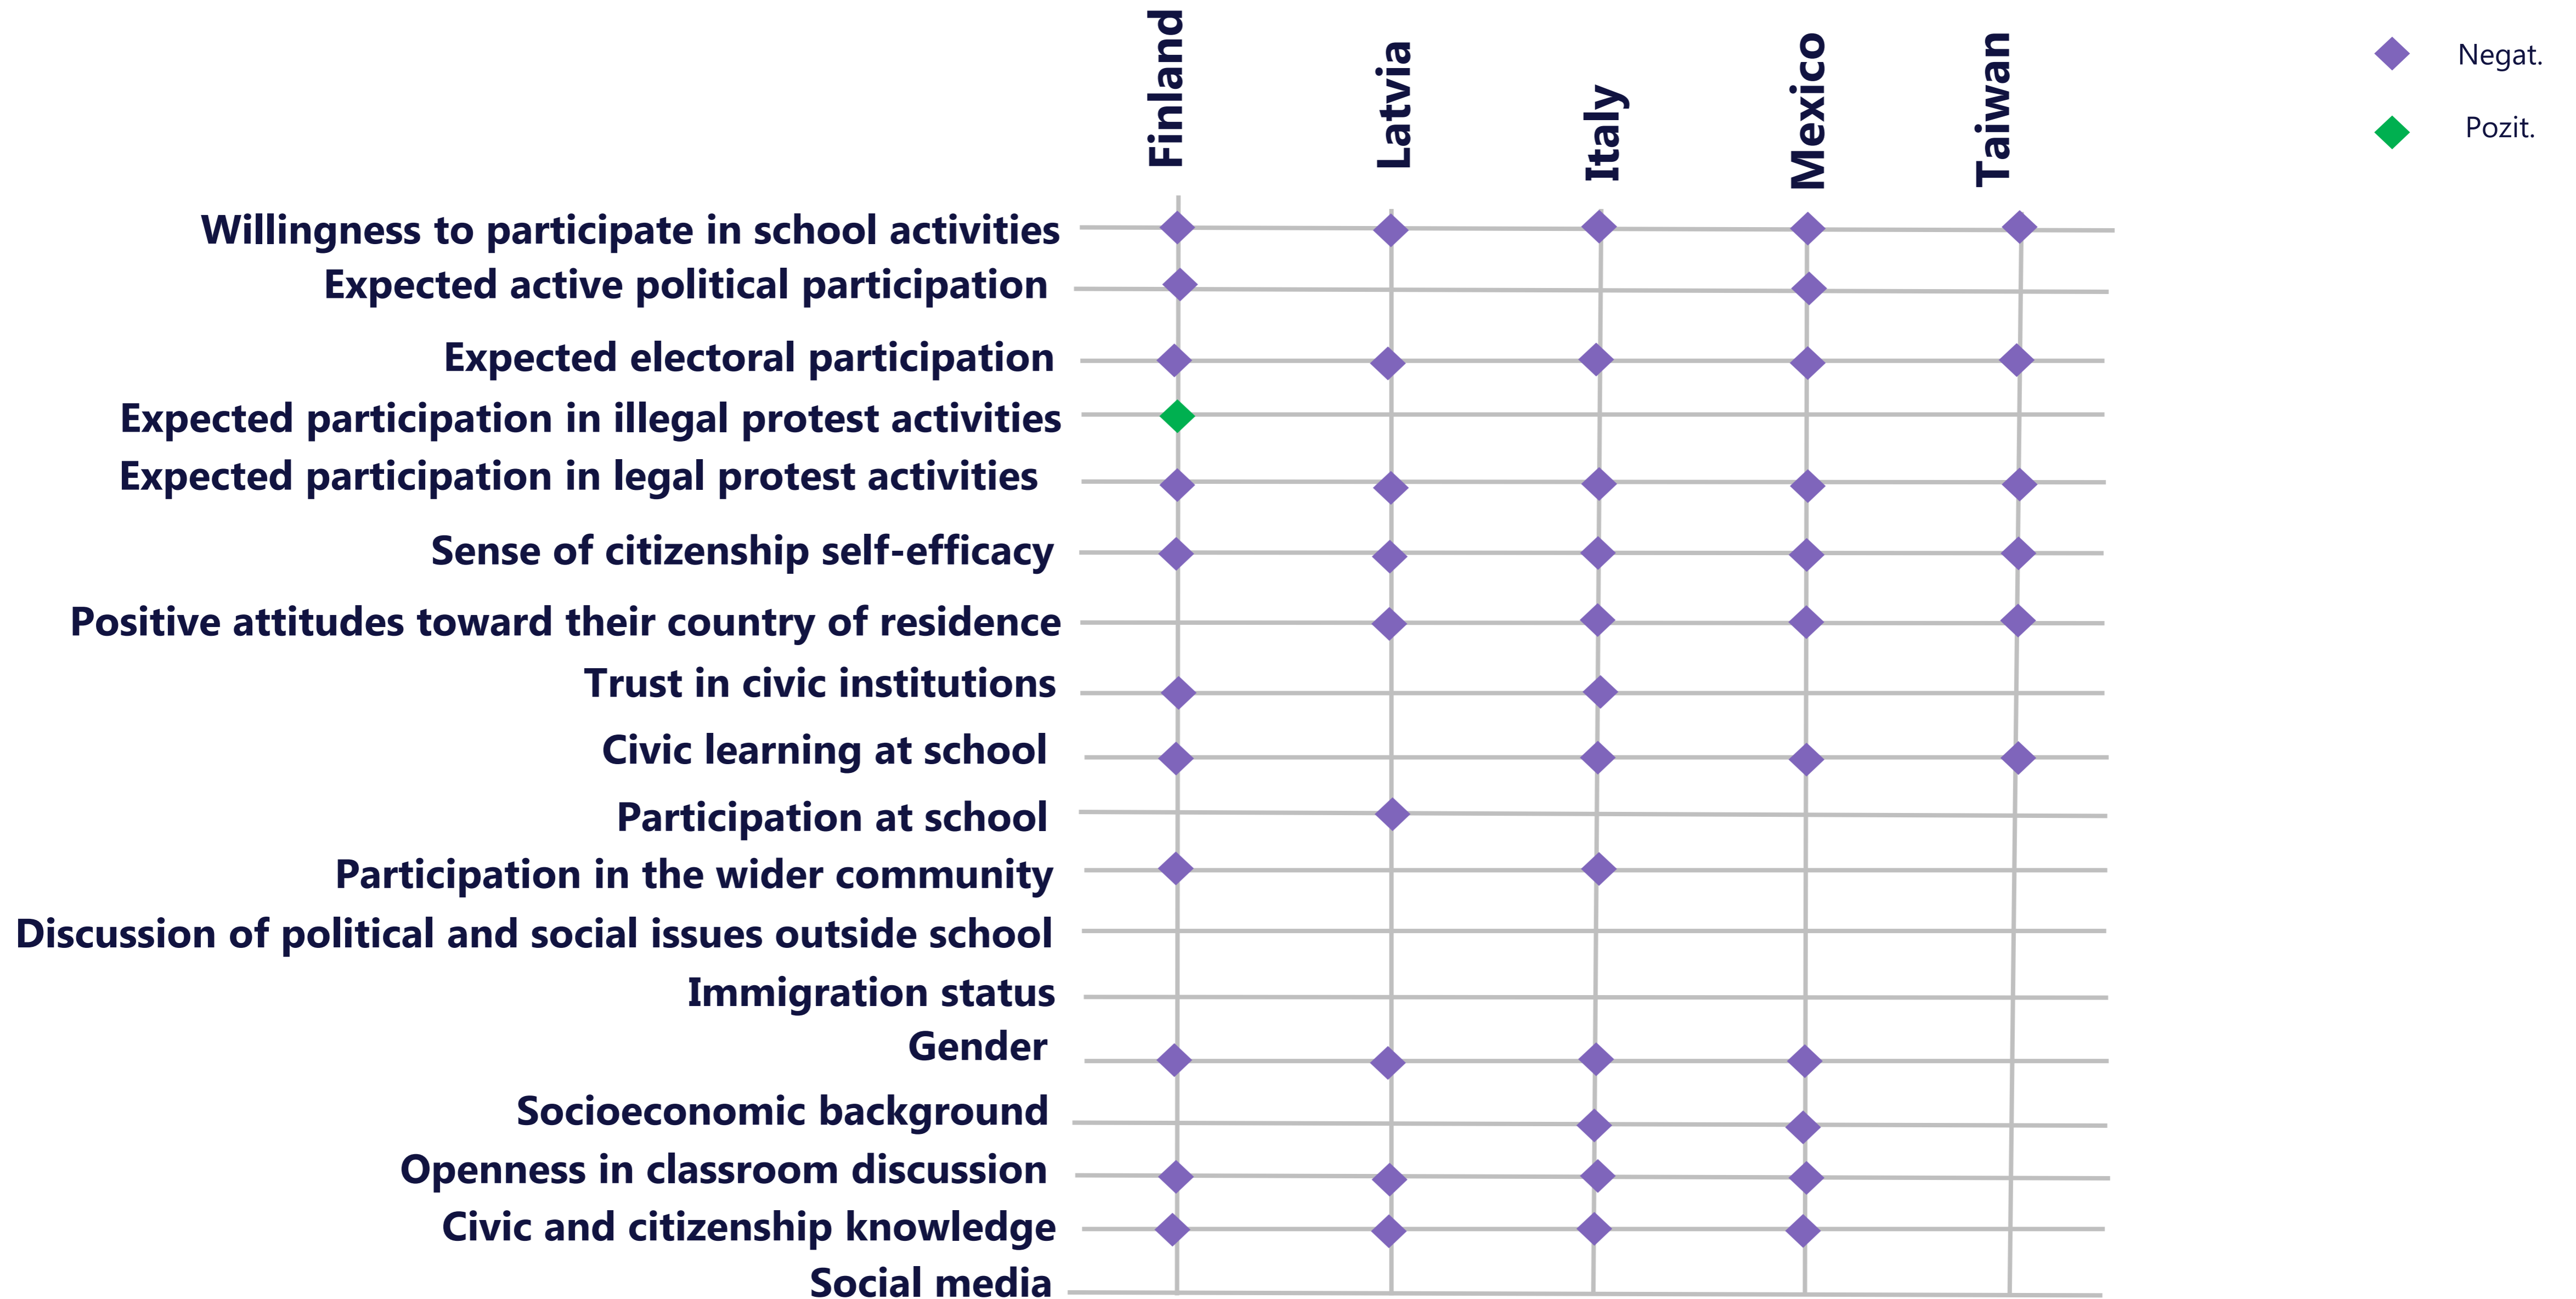 Finland
Latvia
Italy
Mexico
Taiwan
Negat.
Pozit.
Willingness to participate in school activities
Expected active political participation
Expected electoral participation
Expected participation in illegal protest activities
Expected participation in legal protest activities
Sense of citizenship self-efficacy
Positive attitudes toward their country of residence
Trust in civic institutions
Civic learning at school
Participation at school
Participation in the wider community
Discussion of political and social issues outside school
Immigration status
Gender
Socioeconomic background
Openness in classroom discussion
Civic and citizenship knowledge
Social media